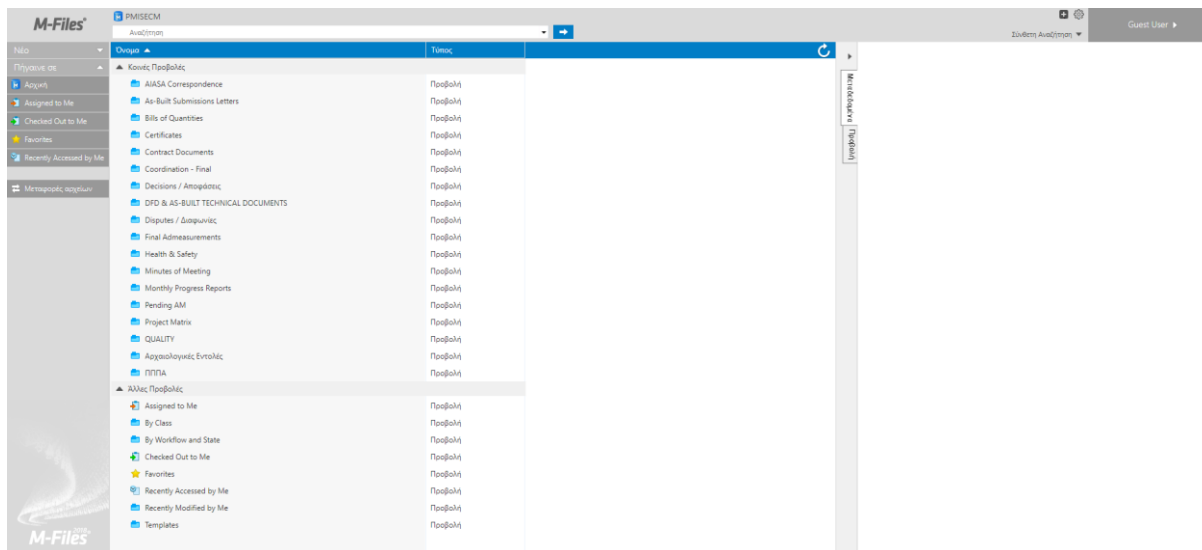 M-Files®
PMISECM
Αναζήτηση
Σύνθετη Αναζήτηση
Guest User
Νέο
Πήγαινε σε
Αρχική
Assigned to Me
Checked Out to Me
Favorites
Recently Accessed by Me
Μεταφορές αρχείων
Όνομα Τύπος
Κοινές Προβολές
AIASA Correspondence Προβολή
As-Built Submissions Letters Προβολή
Bills of Quantities Προβολή
Certificates Προβολή
Contract Documents Προβολή
Coordination - Final Προβολή
Decisions / Αποφάσεις Προβολή
DFD & AS-BUILT TECHNICAL DOCUMENTS Προβολή
Disputes / Διαφωνίες Προβολή
Final Admeasurements Προβολή
Health & Safety Προβολή
Minutes of Meeting Προβολή
Monthly Progress Reports Προβολή
Pending AM Προβολή
Project Matrix Προβολή
QUALITY Προβολή
Αρχαιολογικές Εντολές Προβολή
ΠΠΠΑ Προβολή
Άλλες Προβολές
Assigned to Me Προβολή
By Class Προβολή
By Workflow and State Προβολή
Checked Out to Me Προβολή
Favorites Προβολή
Recently Accessed by Me Προβολή
Recently Modified by Me Προβολή
Templates Προβολή
Μεταδεδομένα
Προβολή
M-Files®